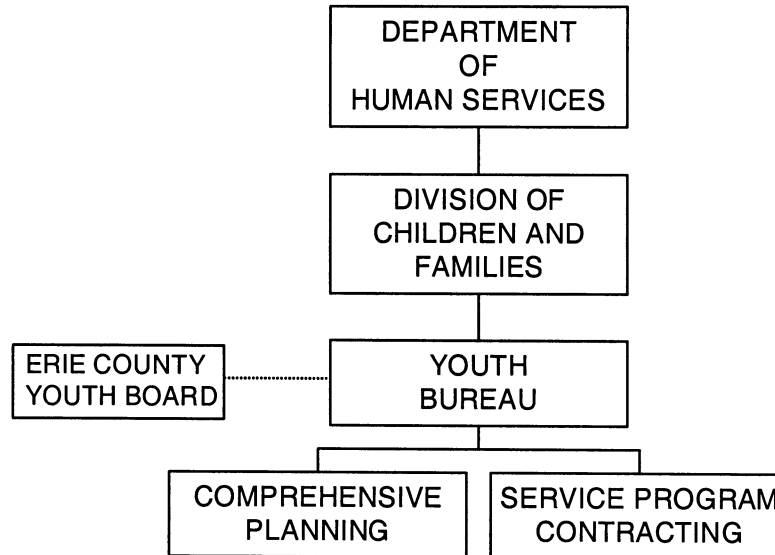 DEPARTMENT
OF
HUMAN SERVICES
DIVISION OF
CHILDREN AND
FAMILIES
ERIE COUNTY
YOUTH BOARD
YOUTH
BUREAU
COMPREHENSIVE
PLANNING
SERVICE PROGRAM
CONTRACTING